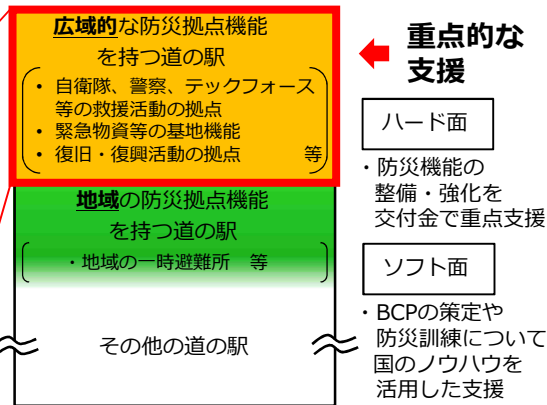 広域的な防災拠点機能
を持つ道の駅
・ 自衛隊、警察、テックフォース
等の救援活動の拠点
・ 緊急物資等の基地機能
・ 復旧・復興活動の拠点　等
地域の防災拠点機能
を持つ道の駅
・地域の一時避難所　等
その他の道の駅
重点的な
支援
ハード面
・防災機能の
整備・強化を
交付金で重点支援
ソフト面
・BCPの策定や
防災訓練について
国のノウハウを
活用した支援